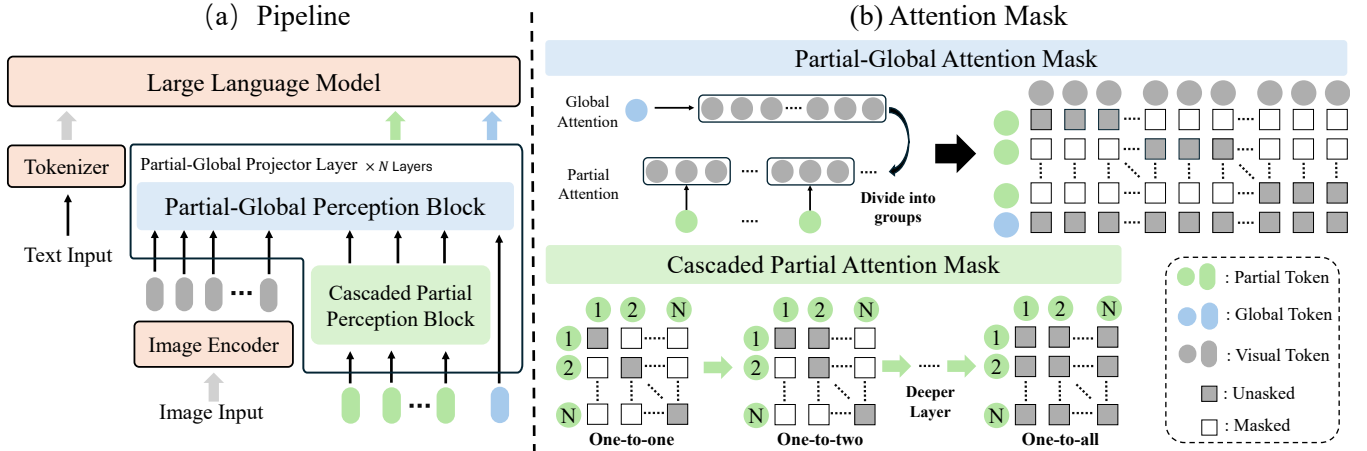 (a) Pipeline
Large Language Model
Tokenizer
Partial-Global Projector Layer × N Layers
Partial-Global Perception Block
Text Input
...
Cascaded Partial
Perception Block
Image Encoder
Image Input
...
(b) Attention Mask
Partial-Global Attention Mask
Global
Attention
Partial
Attention
Divide into
groups
Cascaded Partial Attention Mask
1 2 N
1
2
N
One-to-one
1 2 N
1
2
N
One-to-two
Deeper
Layer
1 2 N
1
2
N
One-to-all
: Partial Token
: Global Token
: Visual Token
: Unasked
: Masked